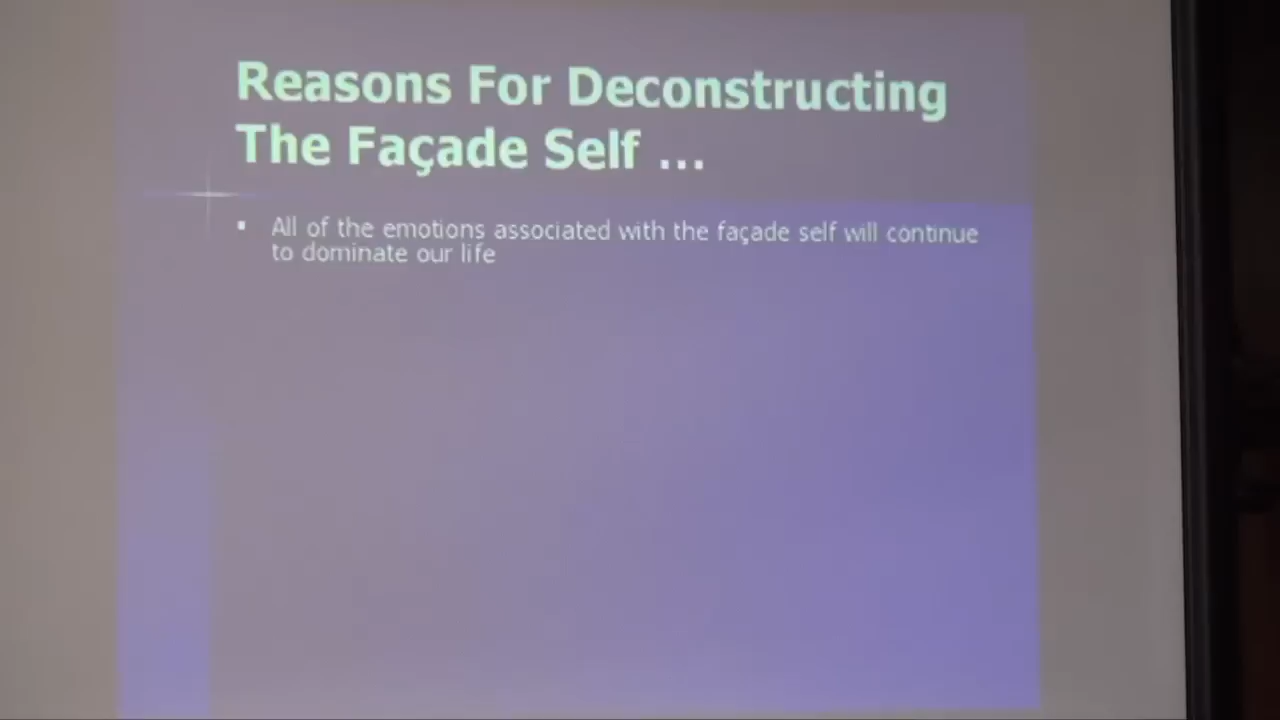 Reasons For Deconstructing
The Façade Self ...
▪ All of the emotions associated with the façade self will continue
to dominate our life